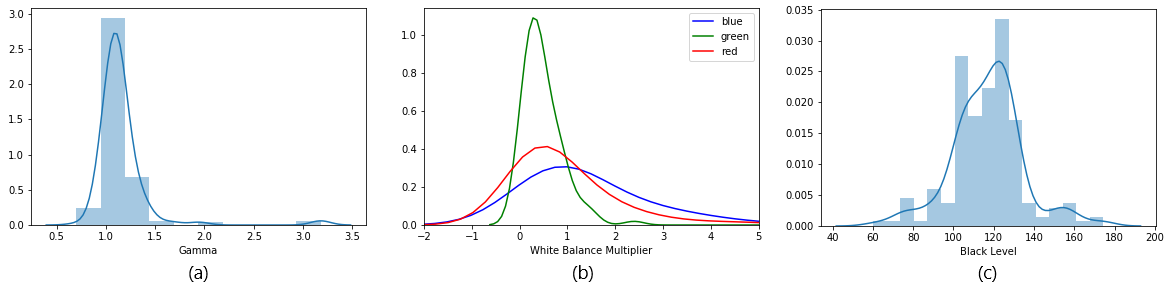 3.0
2.5
2.0
1.5
1.0
0.5
0.0
0.5 1.0 1.5 2.0 2.5 3.0 3.5
Gamma
(a)
1.0
0.8
0.6
0.4
0.2
0.0
blue
green
red
−2 −1 0 1 2 3 4 5
White Balance Multiplier
(b)
0.035
0.030
0.025
0.020
0.015
0.010
0.005
0.000
40 60 80 100 120 140 160 180 200
Black Level
(c)